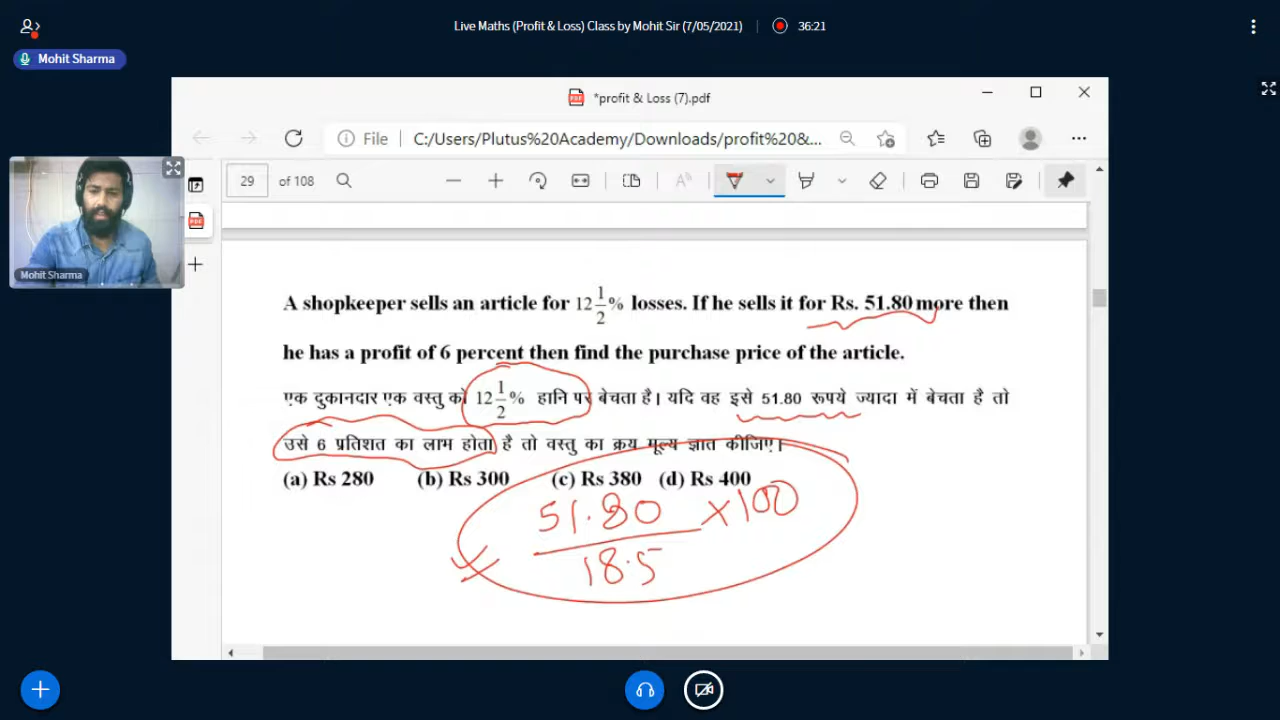 Live Maths (Profit & Loss) Class by Mohit Sir (7/05/2021) 36:21
Mohit Sharma
*profit & Loss (7).pdf
File C:/Users/Plutus%20Academy/Downloads/profit%20&...
29 of 108
Mohit Sharma
A shopkeeper sells an article for 12 1/2% losses. If he sells it for Rs. 51.80 more then
he has a profit of 6 percent then find the purchase price of the article.
एक दुकानदार एक वस्तु को 12 1/2% हानि पर बेचता है। यदि वह इसे 51.80 रूपये ज्यादा में बेचता है तो
उसे 6 प्रतिशत का लाभ होता है तो वस्तु का क्रय मूल्य ज्ञात कीजिए।
(a) Rs 280 (b) Rs 300 (c) Rs 380 (d) Rs 400
51.80 × 100
18.5